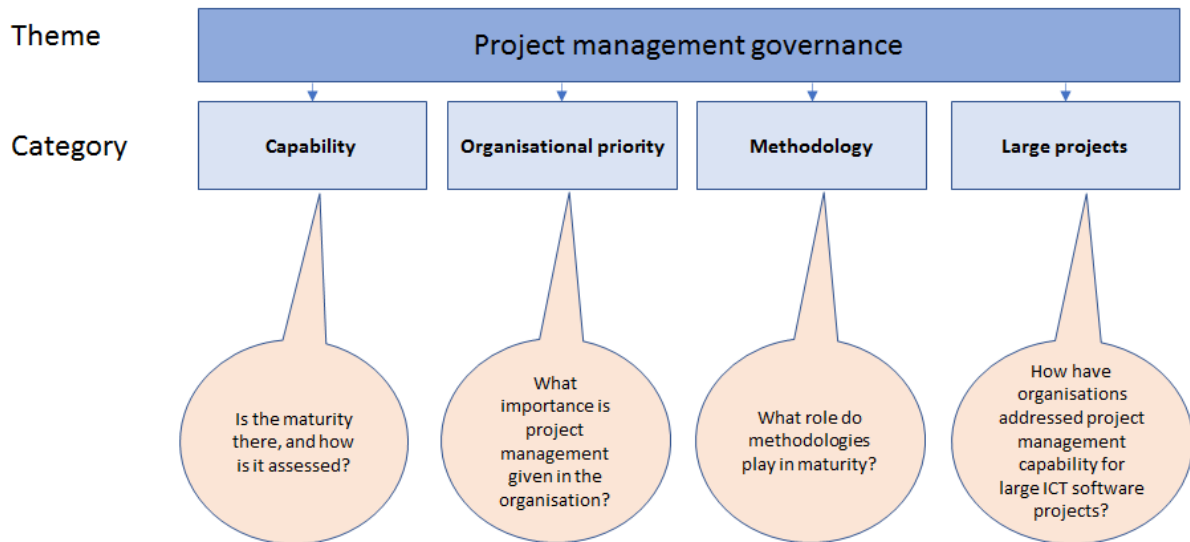 Theme
Project management governance
Category
Capability
Organisational priority
Methodology
Large projects
Is the maturity
there, and how
is it assessed?
What
importance is
project
management
given in the
organisation?
What role do
methodologies
play in maturity?
How have
organisations
addressed project
management
capability for
large ICT software
projects?